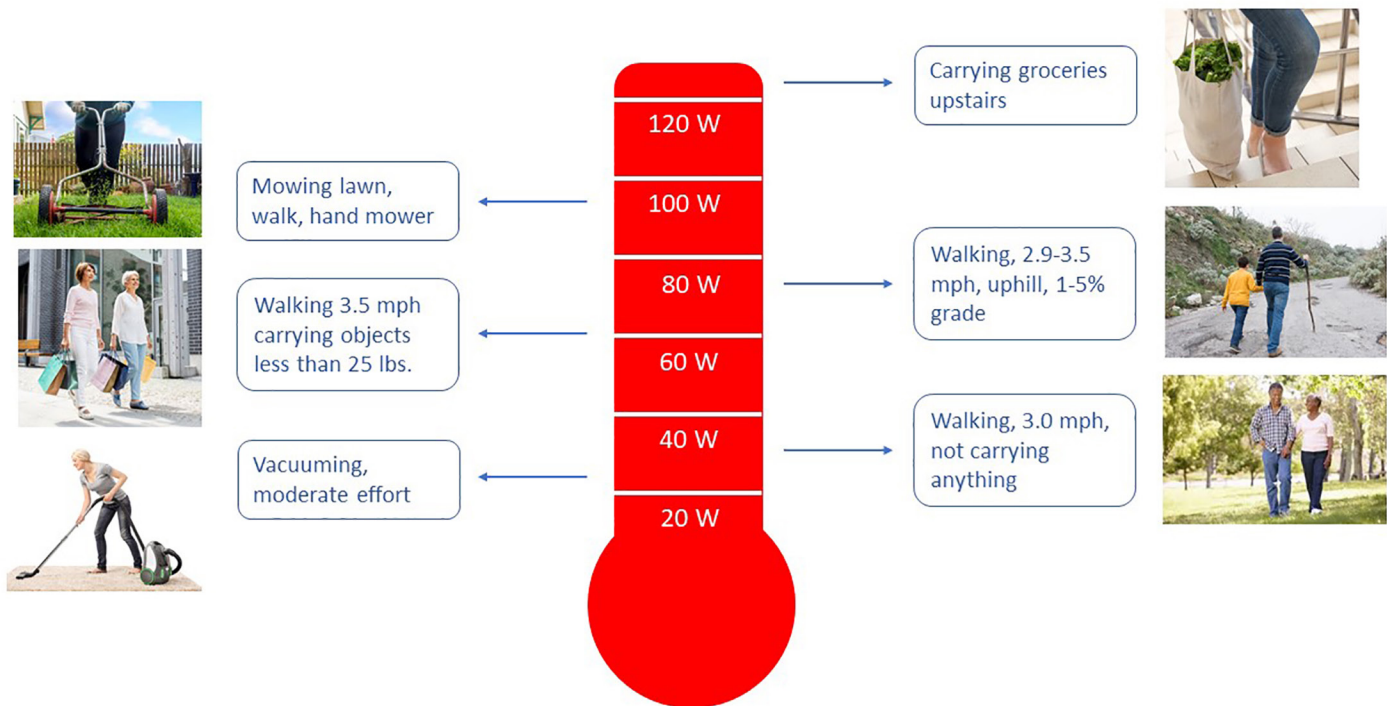 Carrying groceries
upstairs
120 W
Mowing lawn,
walk, hand mower
100 W
Walking, 2.9-3.5
mph, uphill, 1-5%
grade
80 W
Walking 3.5 mph
carrying objects
less than 25 lbs.
60 W
Walking, 3.0 mph,
not carrying
anything
40 W
Vacuuming,
moderate effort
20 W